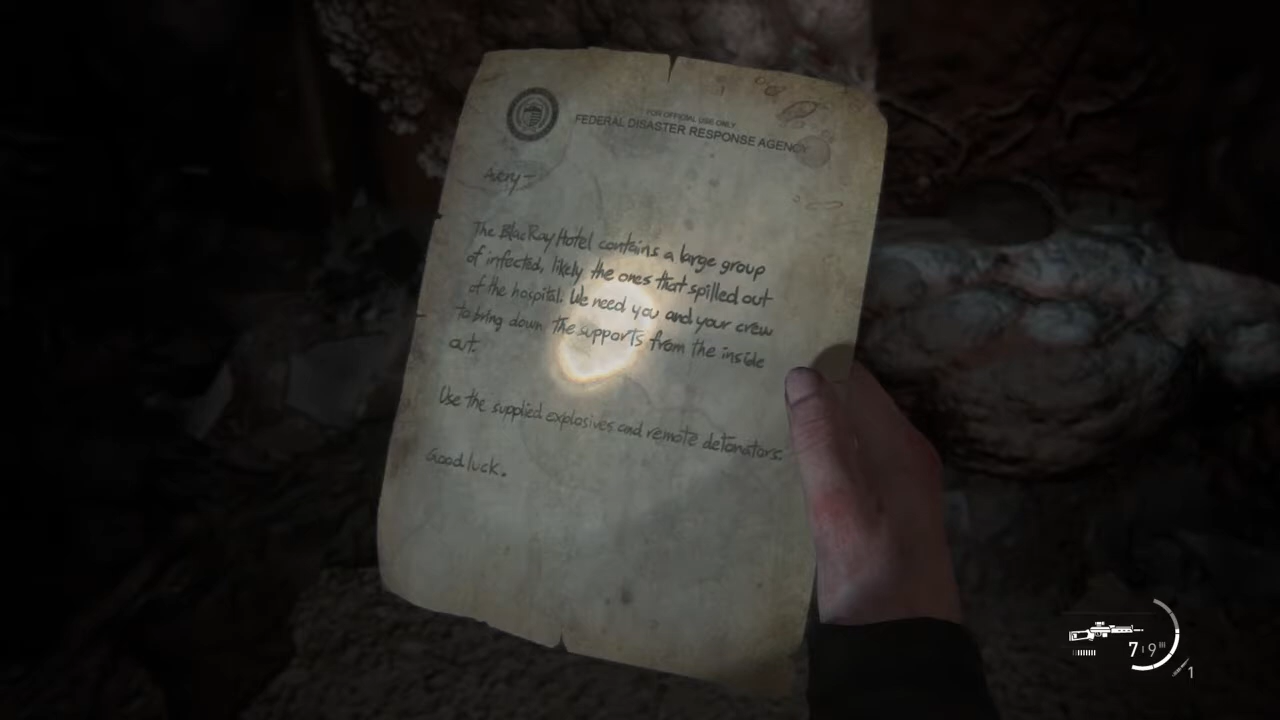 FOR OFFICIAL USE ONLY
FEDERAL DISASTER RESPONSE AGENCY
Avery-
The BlacRay Hotel contains a large group
of infected, likely the ones that spilled out
of the hospital. We need you and your crew
to bring down the supports from the inside
out.
Use the supplied explosives and remote detonators.
Good luck.
7 9
1